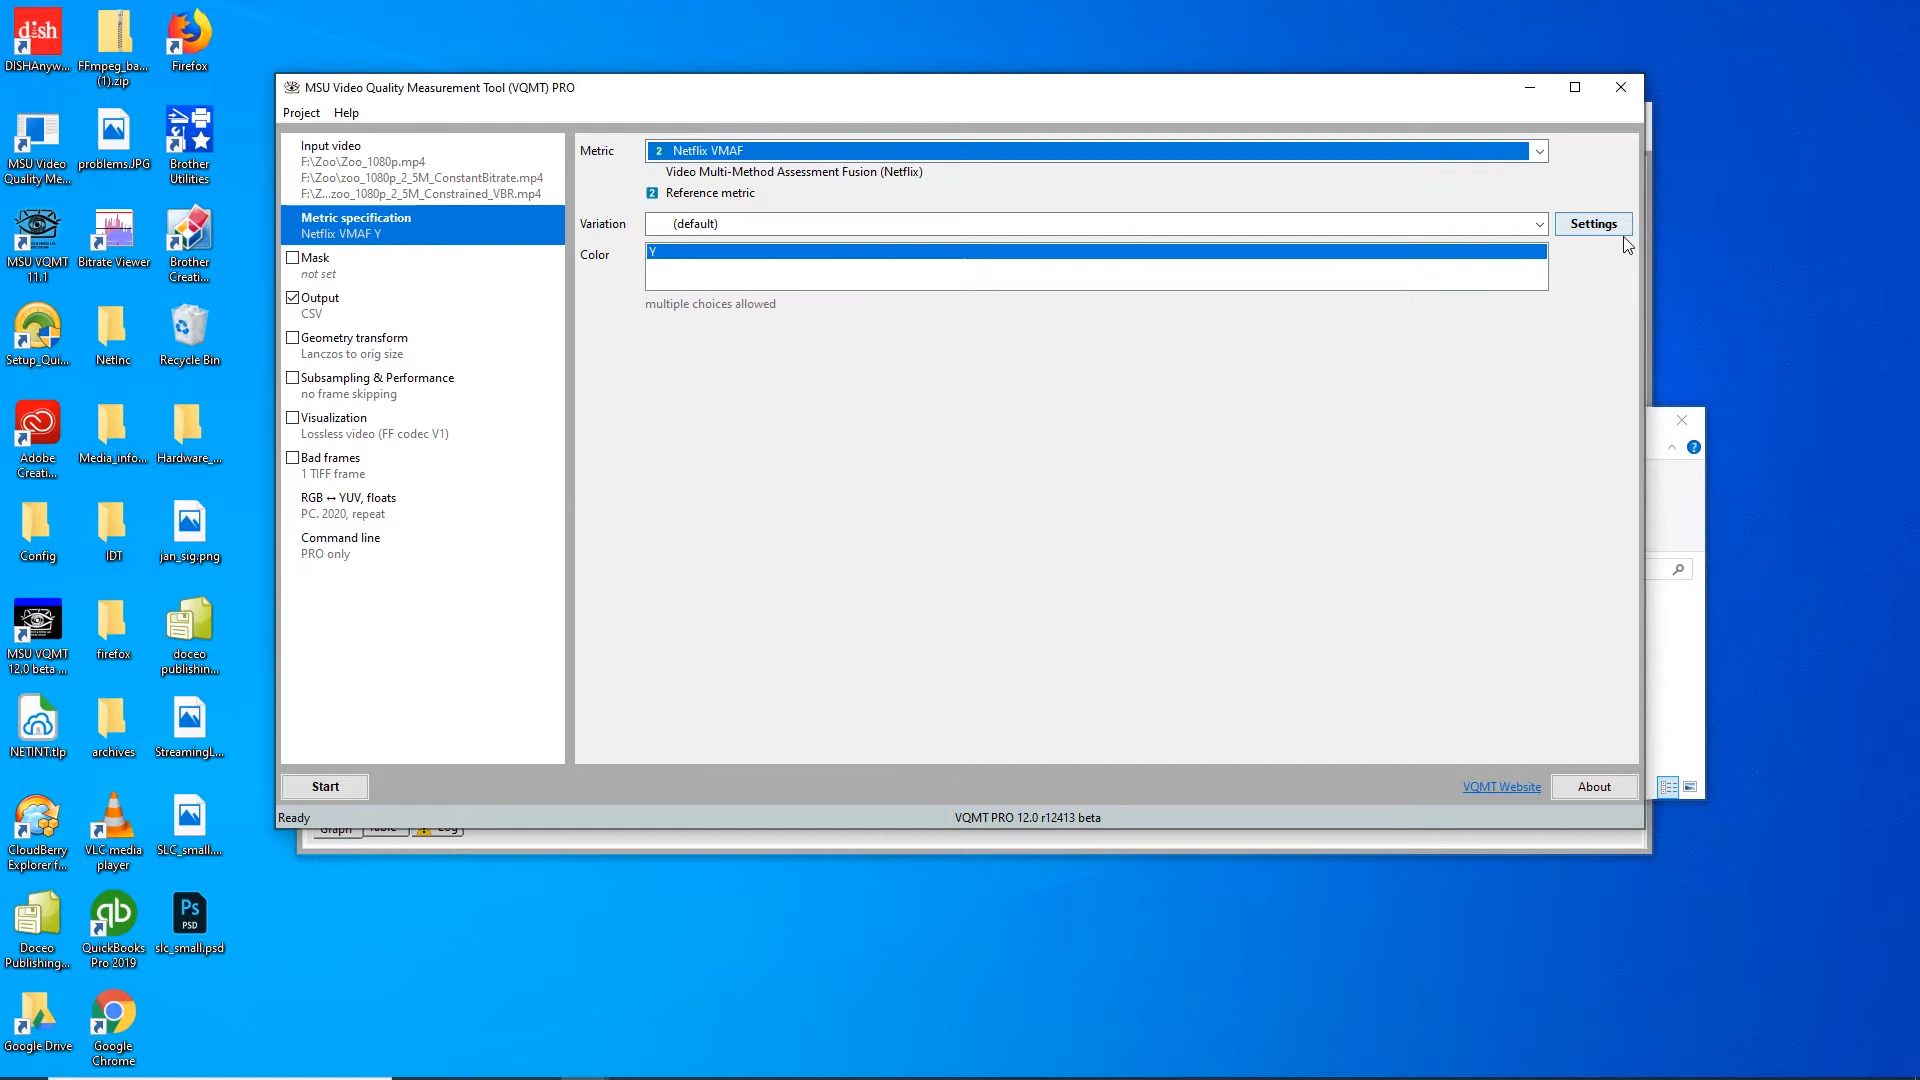 dish
DISHAnyw...
FFmpeg_ba...
(1).zip
Firefox
MSU Video
Quality Me...
problems.JPG
Brother
Utilities
MSU VQMT
11.1
Bitrate Viewer
Brother
Creati...
Setup_Qui...
NetInc
Recycle Bin
Adobe
Creati...
Media_info...
Hardware_...
Config
IDT
jan_sig.png
MSU VQMT
12.0 beta ...
firefox
doceo
publishin...
NETINT.tlp
archives
StreamingL...
CloudBerry
Explorer f...
VLC media
player
SLC_small....
Doceo
Publishing...
qb
QuickBooks
Pro 2019
Ps
PSD
slc_small.psd
Google Drive
Google
Chrome
MSU Video Quality Measurement Tool (VQMT) PRO
Project Help
Input video
F:\Zoo\Zoo_1080p.mp4
F:\Zoo\zoo_1080p_2_5M_ConstantBitrate.mp4
F:\Z...zoo_1080p_2_5M_Constrained_VBR.mp4
Metric specification
Netflix VMAF Y
Mask
not set
Output
CSV
Geometry transform
Lanczos to orig size
Subsampling & Performance
no frame skipping
Visualization
Lossless video (FF codec V1)
Bad frames
1 TIFF frame
RGB ↔ YUV, floats
PC. 2020, repeat
Command line
PRO only
Metric 2 Netflix VMAF
Video Multi-Method Assessment Fusion (Netflix)
2 Reference metric
Variation (default) Settings
Color Y
multiple choices allowed
Start
VQMT Website About
Ready VQMT PRO 12.0 r12413 beta
Graph Table Log